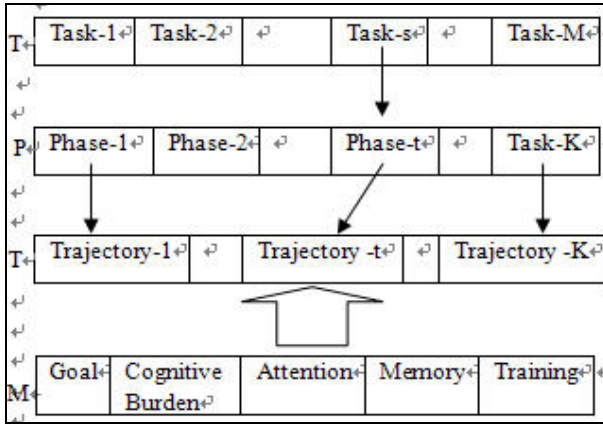 T Task-1 Task-2 Task-s Task-M
P Phase-1 Phase-2 Phase-t Task-K
T Trajectory-1 Trajectory -t Trajectory -K
M Goal Cognitive Burden Attention Memory Training